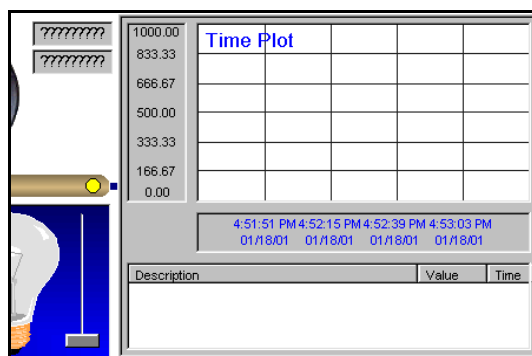 ?????????
?????????
1000.00
833.33
666.67
500.00
333.33
166.67
0.00
Time Plot
4:51:51 PM 4:52:15 PM 4:52:39 PM 4:53:03 PM
01/18/01 01/18/01 01/18/01 01/18/01
Description Value Time